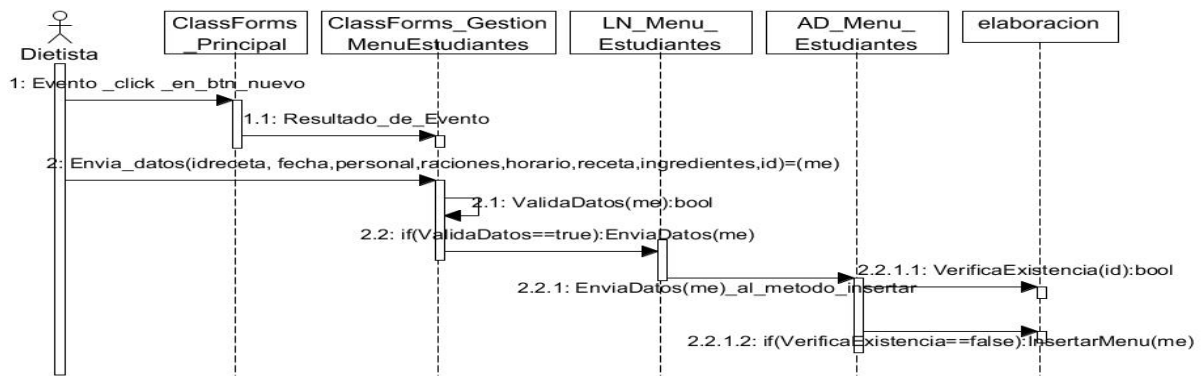 Dietista
ClassForms
_Principal
ClassForms_Gestion
MenuEstudiantes
LN_Menu_
Estudiantes
AD_Menu_
Estudiantes
elaboracion
1: Evento _click _en_btn_nuevo
1.1: Resultado_de_Evento
2: Envia_datos(idreceta, fecha,personal,raciones,horario,receta,ingredientes,id)=(me)
2.1: ValidaDatos(me):bool
2.2: if(ValidaDatos==true):EnviaDatos(me)
2.2.1: EnviaDatos(me)_al_metodo_insertar
2.2.1.1: VerificaExistencia(id):bool
2.2.1.2: if(VerificaExistencia==false):InsertarMenu(me)